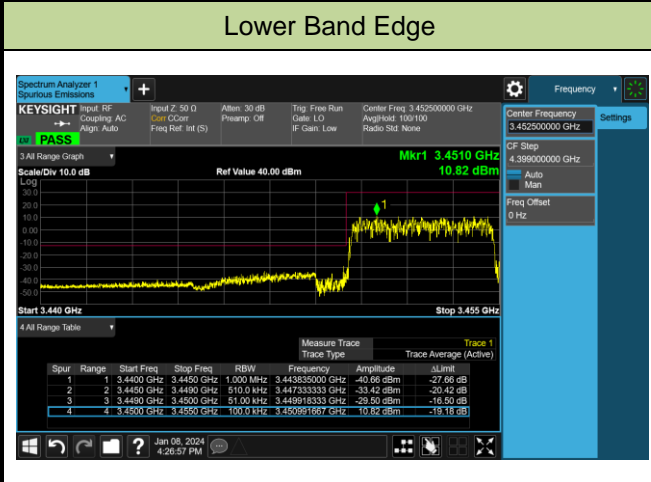 Lower Band Edge
Spectrum Analyzer 1
Spurious Emissions
Frequency
KEYSIGHT
Input: RF
Coupling: AC
Align: Auto
Input Z: 50 Ω
Corr CCorr
Freq Ref: Int (S)
Atten: 30 dB
Preamp: Off
Trig: Free Run
Gate: LO
IF Gain: Low
Center Freq: 3.452500000 GHz
Avg|Hold: 100/100
Radio Std: None
PASS
Center Frequency
3.452500000 GHz
Settings
CF Step
4.399000000 GHz
Auto
Man
Freq Offset
0 Hz
3 All Range Graph
Mkr1 3.4510 GHz
Scale/Div 10.0 dB
Ref Value 40.00 dBm
10.82 dBm
Log
30.0
20.0
10.0
0.00
-10.0
-20.0
-30.0
-40.0
-50.0
1
Start 3.440 GHz
Stop 3.455 GHz
4 All Range Table
Measure Trace Trace 1
Trace Type Trace Average (Active)
Spur Range Start Freq Stop Freq RBW Frequency Amplitude ΔLimit
1 1 3.4400 GHz 3.4450 GHz 1.000 MHz 3.443835000 GHz -40.66 dBm -27.66 dB
2 2 3.4450 GHz 3.4490 GHz 510.0 kHz 3.447333333 GHz -33.42 dBm -20.42 dB
3 3 3.4490 GHz 3.4500 GHz 51.00 kHz 3.449918333 GHz -29.50 dBm -16.50 dB
4 4 3.4500 GHz 3.4550 GHz 100.0 kHz 3.450991667 GHz 10.82 dBm -19.18 dB
Jan 08, 2024
4:26:57 PM